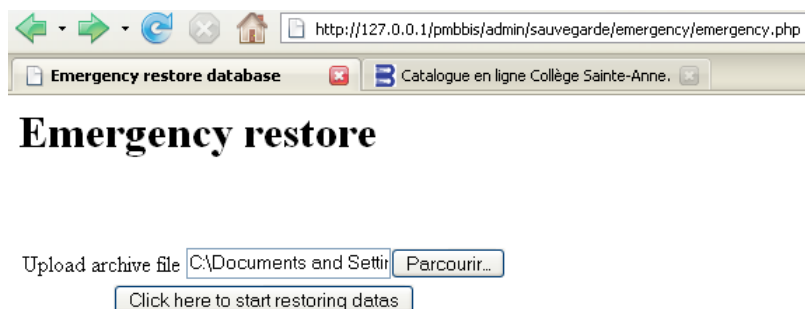 http://127.0.0.1/pmbbis/admin/sauvegarde/emergency/emergency.php
Emergency restore database
Catalogue en ligne Collège Sainte-Anne.
Emergency restore
Upload archive file C:\Documents and Settin Parcourir...
Click here to start restoring datas